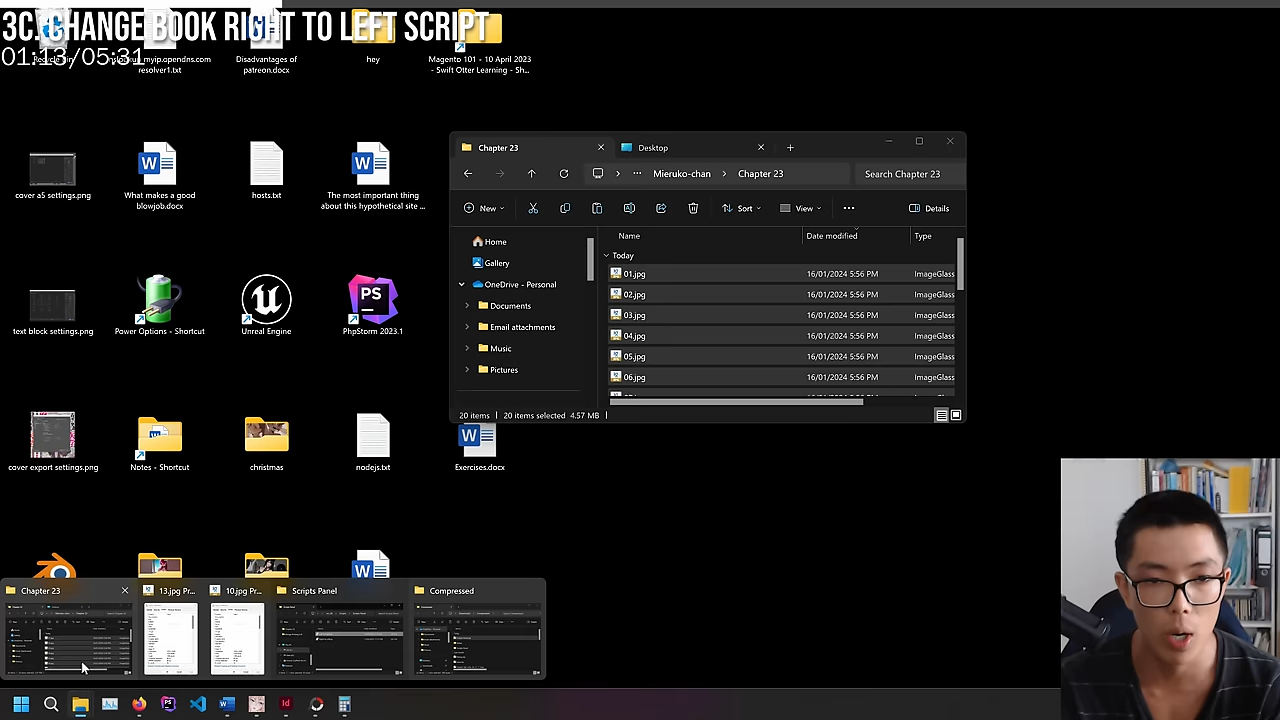 3C. CHANGE BOOK RIGHT TO LEFT SCRIPT
01:13/05:31
myip.opendns.com
resolver1.txt
Disadvantages of
patreon.docx
hey
Magento 101 - 10 April 2023
- Swift Otter Learning - Sh...
cover a5 settings.png
What makes a good
blowjob.docx
hosts.txt
The most important thing
about this hypothetical site ...
text block settings.png
Power Options - Shortcut
Unreal Engine
PS
PhpStorm 2023.1
cover export settings.png
Notes - Shortcut
christmas
nodejs.txt
Exercises.docx
Chapter 23
Desktop
Mieruko-chan
Chapter 23
Search Chapter 23
New
Sort
View
Details
Home
Gallery
OneDrive - Personal
Documents
Email attachments
Music
Pictures
Name
Date modified
Type
Today
01.jpg 16/01/2024 5:56 PM ImageGlass
02.jpg 16/01/2024 5:56 PM ImageGlass
03.jpg 16/01/2024 5:56 PM ImageGlass
04.jpg 16/01/2024 5:56 PM ImageGlass
05.jpg 16/01/2024 5:56 PM ImageGlass
06.jpg 16/01/2024 5:56 PM ImageGlass
20 items 20 items selected 4.57 MB
Chapter 23
13.jpg Pr...
10.jpg Pr...
Scripts Panel
Compressed